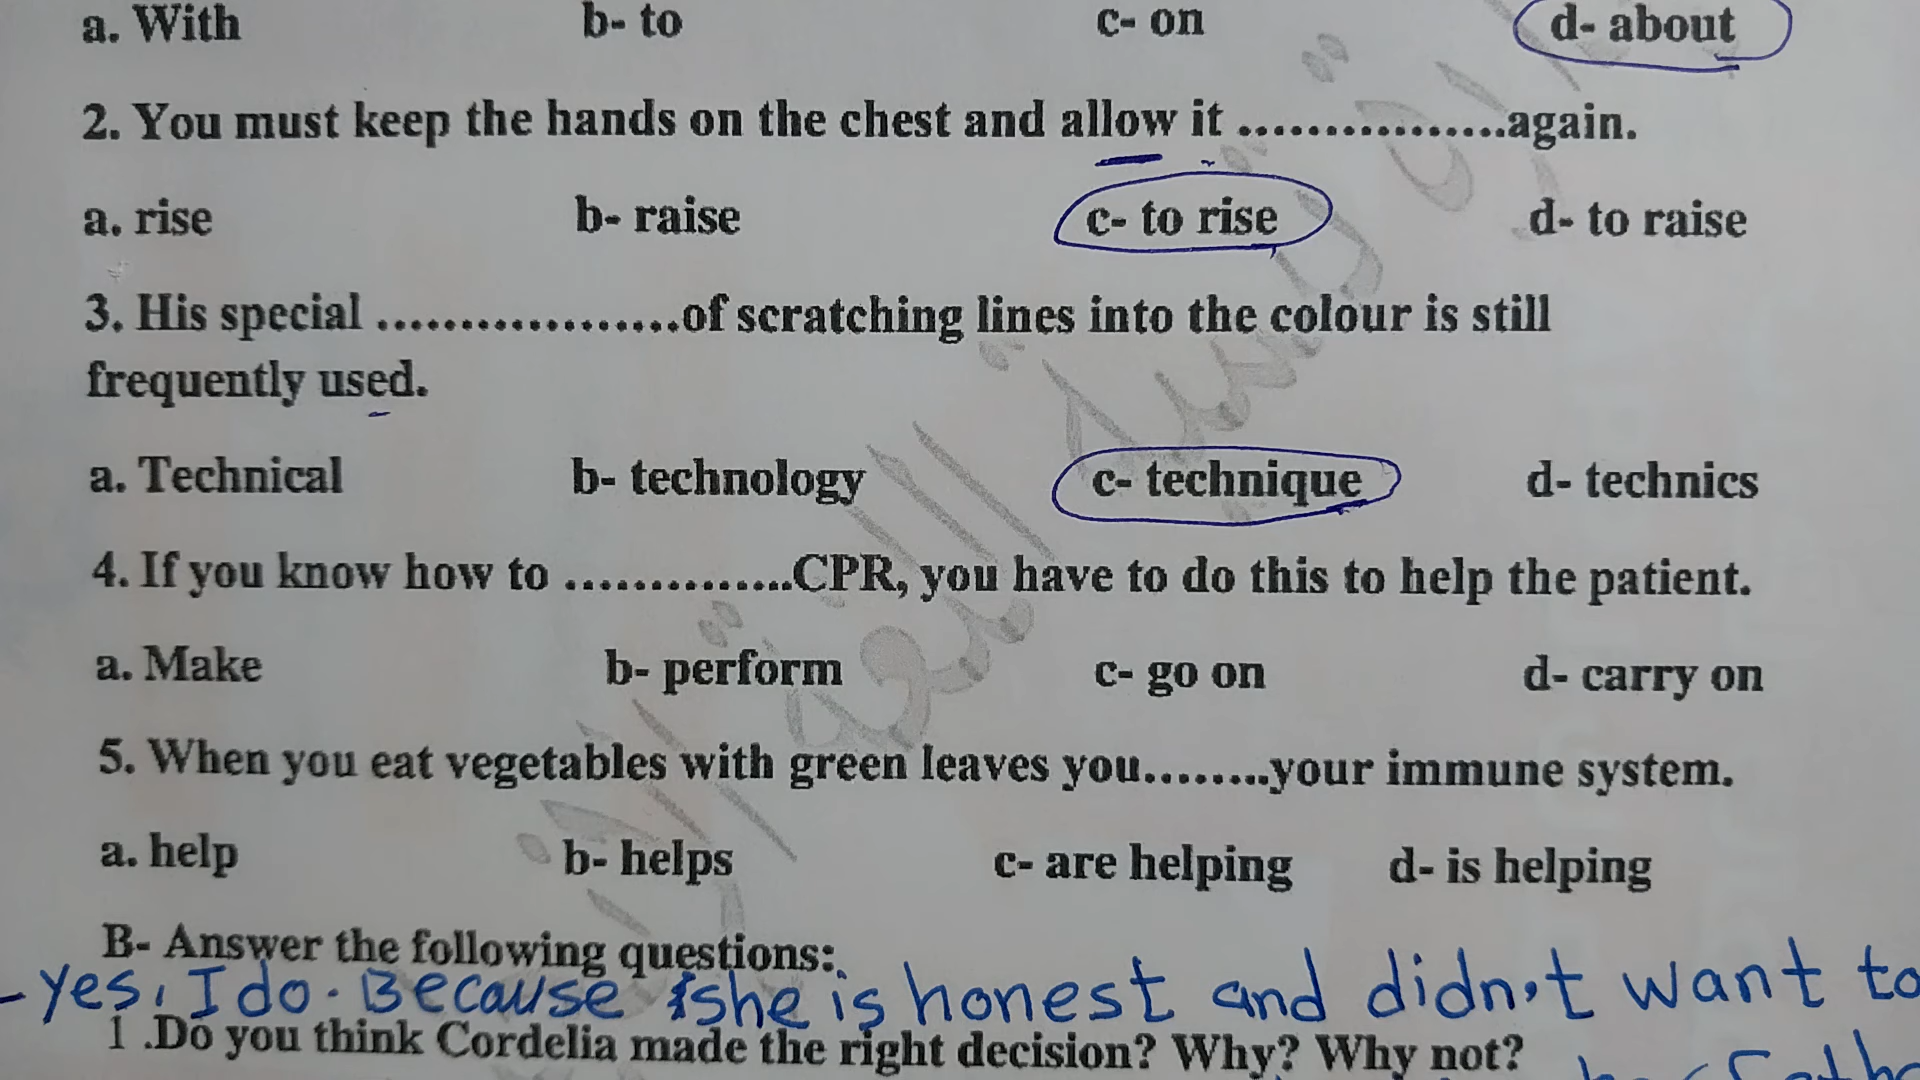 a. With b- to c- on d- about
2. You must keep the hands on the chest and allow it ................again.
a. rise b- raise c- to rise d- to raise
3. His special ..................of scratching lines into the colour is still
frequently used.
a. Technical b- technology c- technique d- technics
4. If you know how to ..............CPR, you have to do this to help the patient.
a. Make b- perform c- go on d- carry on
5. When you eat vegetables with green leaves you........your immune system.
a. help b- helps c- are helping d- is helping
B- Answer the following questions:
- yes, I do. Because she is honest and didn't want to
1 .Do you think Cordelia made the right decision? Why? Why not?